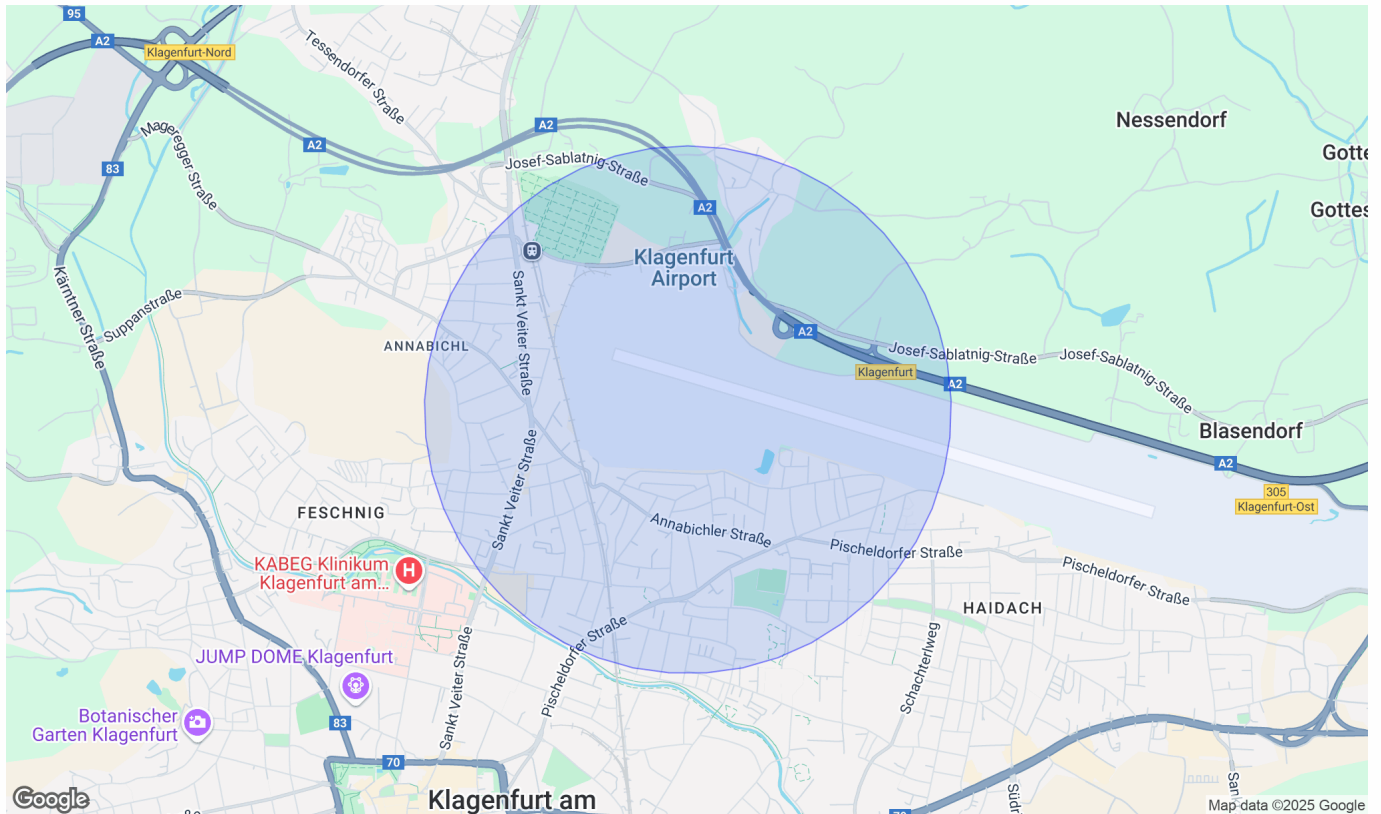 95
A2
Klagenfurt-Nord
Tessendorfer Straße
A2
A2
Nessendorf
Mageregger Straße
83
Josef-Sablatnig-Straße
Gotte
A2
Gottes
Klagenfurt
Airport
Kärntner Straße
Suppanstraße
Sankt Veiter Straße
ANNABICHL
A2
Josef-Sablatnig-Straße
Josef-Sablatnig-Straße
Klagenfurt
A2
Blasendorf
A2
305
Klagenfurt-Ost
Sankt Veiter Straße
FESCHNIG
Annabichler Straße
Pischeldorfer Straße
Pischeldorfer Straße
KABEG Klinikum
Klagenfurt am...
H
HAIDACH
Pischeldorfer Straße
Schachterlweg
JUMP DOME Klagenfurt
Sankt Veiter Straße
Botanischer
Garten Klagenfurt
83
70
Klagenfurt am
Südr
San
Google
Map data ©2025 Google